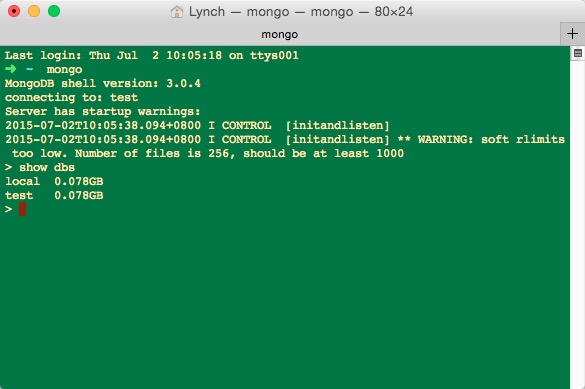 Lynch — mongo — mongo — 80×24
mongo
Last login: Thu Jul  2 10:05:18 on ttys001
➜ ~  mongo
MongoDB shell version: 3.0.4
connecting to: test
Server has startup warnings:
2015-07-02T10:05:38.094+0800 I CONTROL  [initandlisten]
2015-07-02T10:05:38.094+0800 I CONTROL  [initandlisten] ** WARNING: soft rlimits
too low. Number of files is 256, should be at least 1000
> show dbs
local  0.078GB
test   0.078GB
>